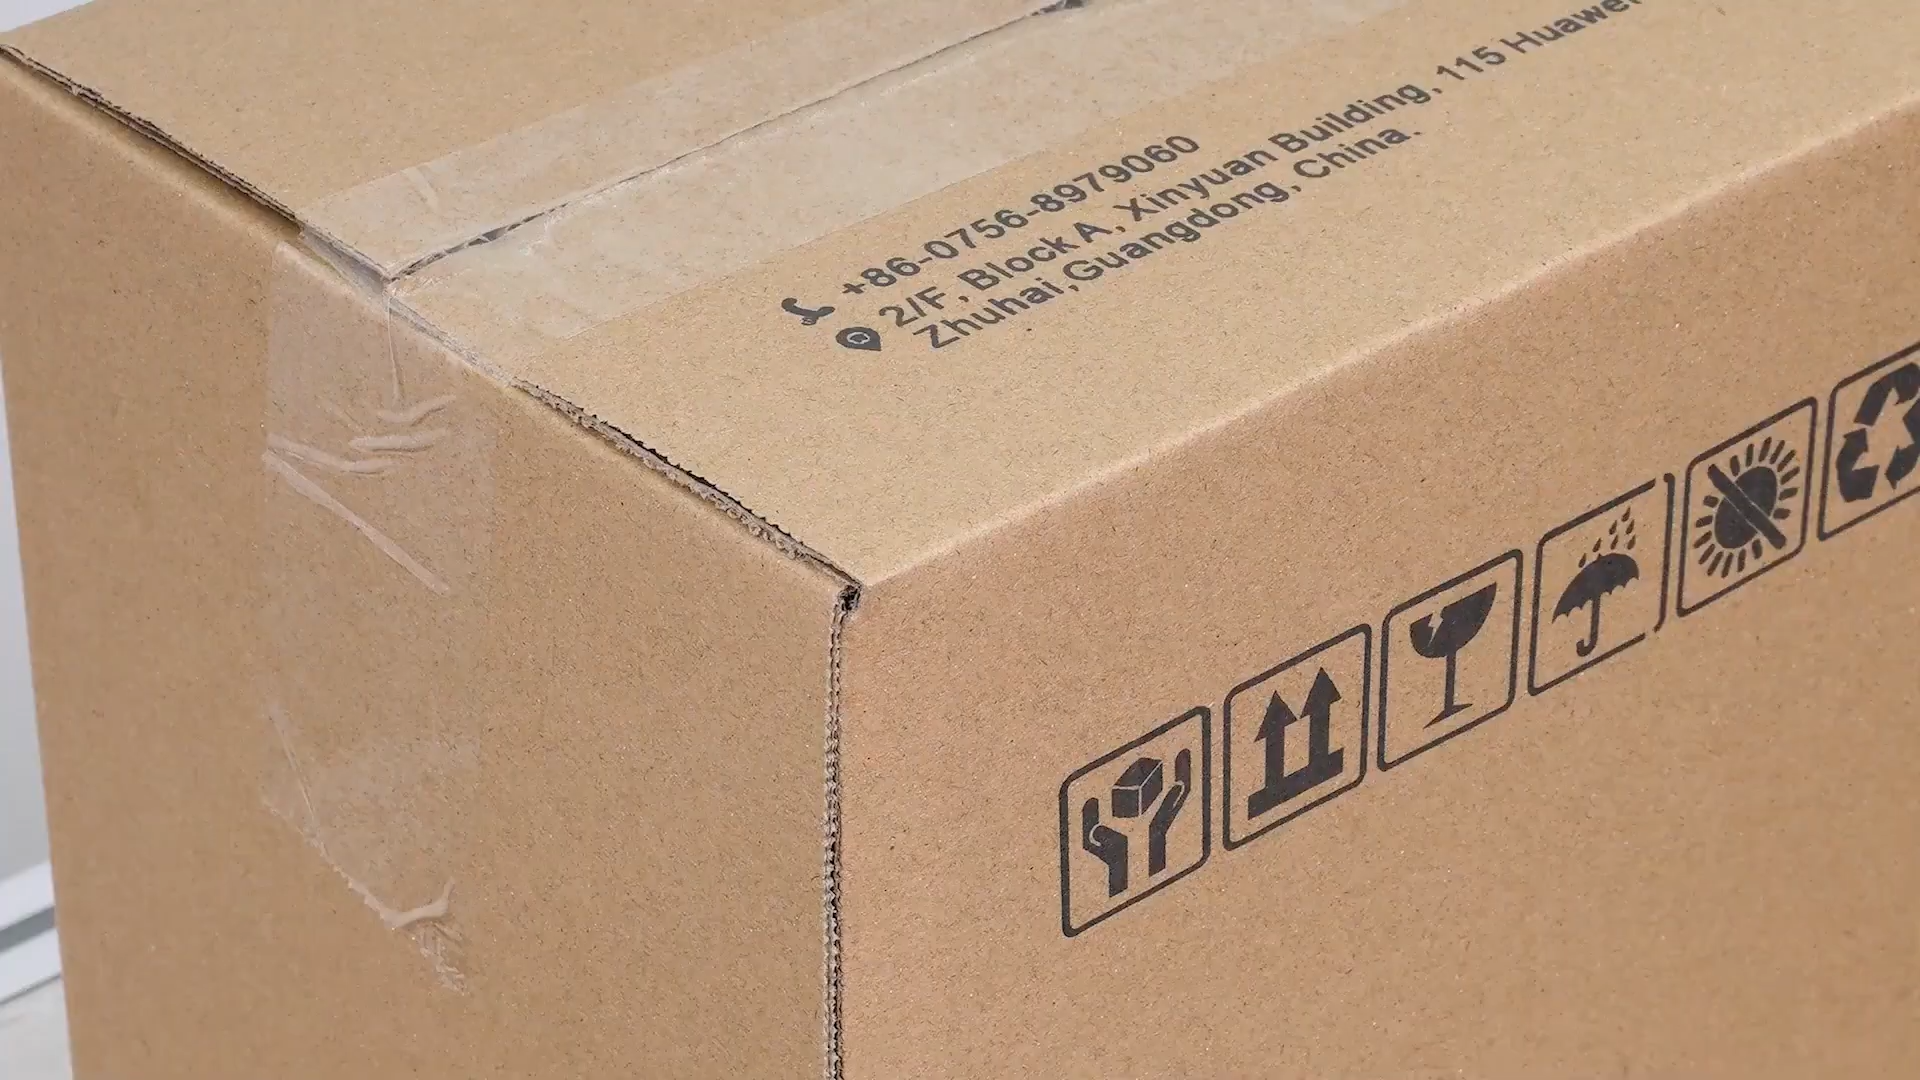 +86-0756-8979060
2/F, Block A, Xinyuan Building, 115 Huawei
Zhuhai,Guangdong, China.